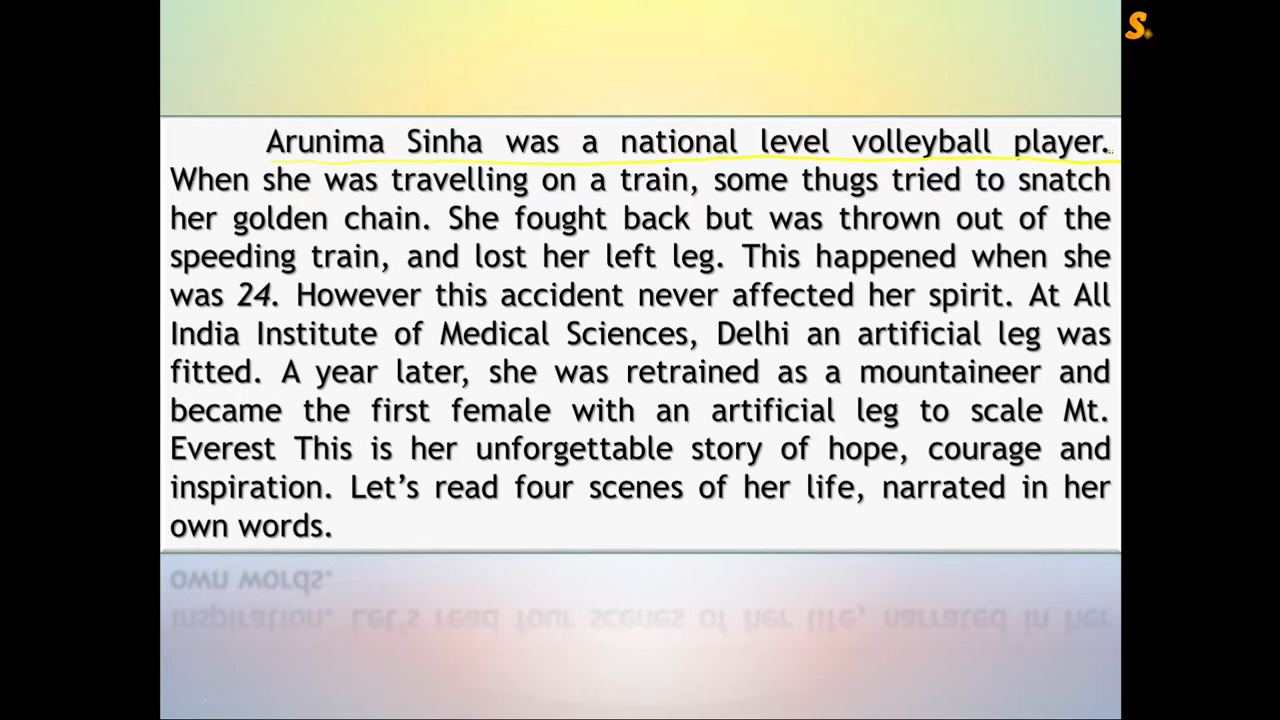 S.
Arunima Sinha was a national level volleyball player.
When she was travelling on a train, some thugs tried to snatch
her golden chain. She fought back but was thrown out of the
speeding train, and lost her left leg. This happened when she
was 24. However this accident never affected her spirit. At All
India Institute of Medical Sciences, Delhi an artificial leg was
fitted. A year later, she was retrained as a mountaineer and
became the first female with an artificial leg to scale Mt.
Everest This is her unforgettable story of hope, courage and
inspiration. Let’s read four scenes of her life, narrated in her
own words.